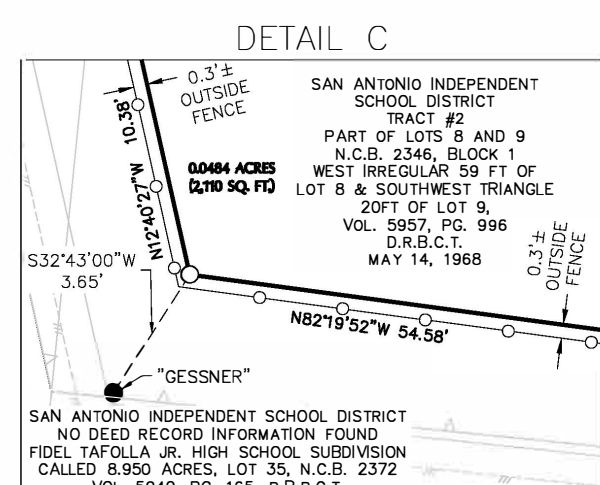 DETAIL C
0.3'±
OUTSIDE
FENCE
SAN ANTONIO INDEPENDENT
SCHOOL DISTRICT
TRACT #2
PART OF LOTS 8 AND 9
N.C.B. 2346, BLOCK 1
WEST IRREGULAR 59 FT OF
LOT 8 & SOUTHWEST TRIANGLE
20FT OF LOT 9,
VOL. 5957, PG. 996
D.R.B.C.T.
MAY 14, 1968
N12°40'27"W 10.38'
0.0484 ACRES
(2,110 SQ. FT.)
0.3'±
OUTSIDE
FENCE
S32°43'00"W
3.65'
N82°19'52"W 54.58'
"GESSNER"
SAN ANTONIO INDEPENDENT SCHOOL DISTRICT
NO DEED RECORD INFORMATION FOUND
FIDEL TAFOLLA JR. HIGH SCHOOL SUBDIVISION
CALLED 8.950 ACRES, LOT 35, N.C.B. 2372